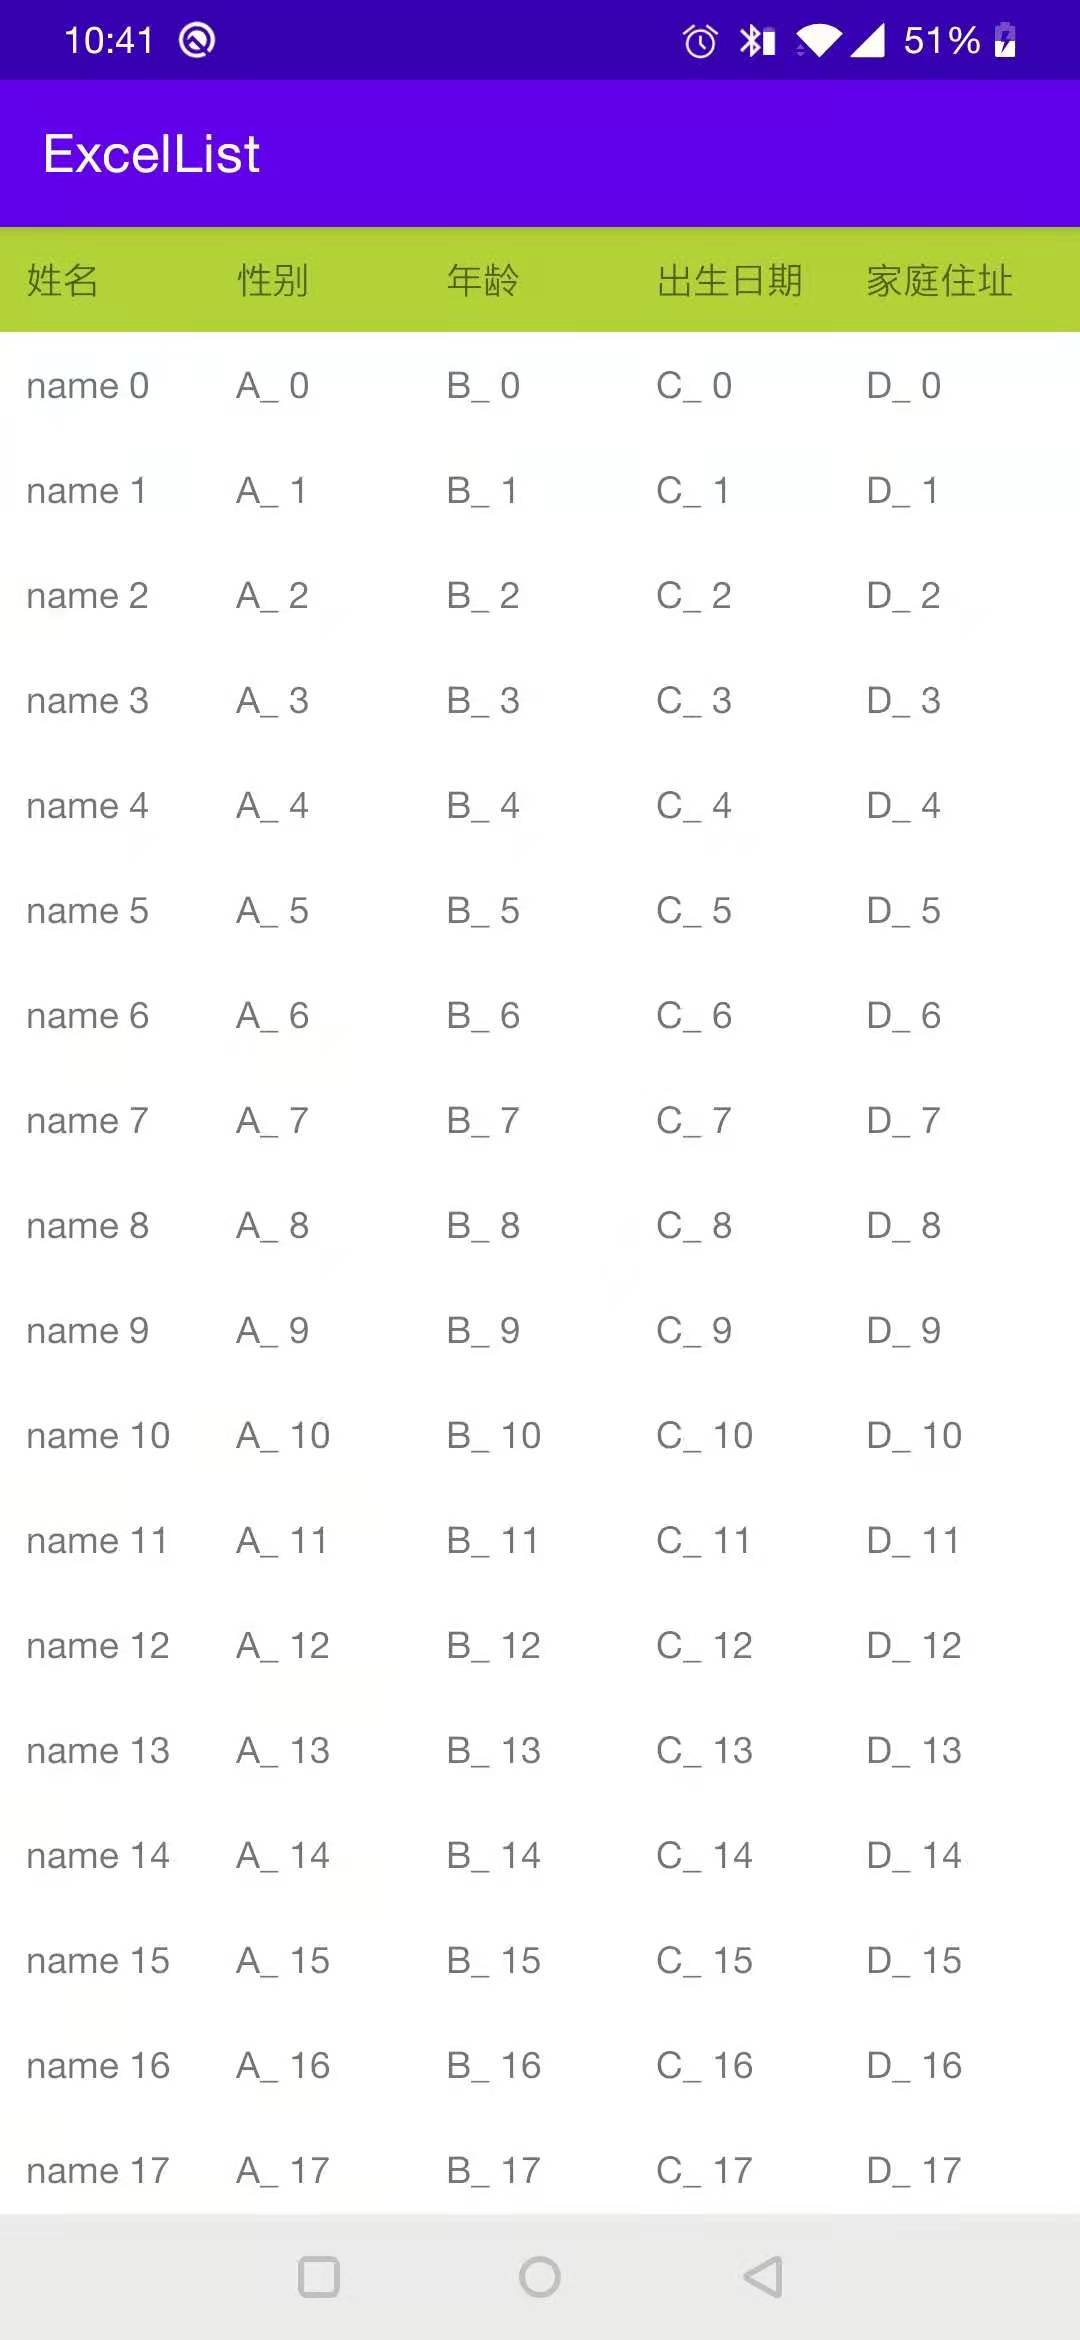 10:41 51%
ExcelList
姓名 性别 年龄 出生日期 家庭住址
name 0 A_ 0 B_ 0 C_ 0 D_ 0
name 1 A_ 1 B_ 1 C_ 1 D_ 1
name 2 A_ 2 B_ 2 C_ 2 D_ 2
name 3 A_ 3 B_ 3 C_ 3 D_ 3
name 4 A_ 4 B_ 4 C_ 4 D_ 4
name 5 A_ 5 B_ 5 C_ 5 D_ 5
name 6 A_ 6 B_ 6 C_ 6 D_ 6
name 7 A_ 7 B_ 7 C_ 7 D_ 7
name 8 A_ 8 B_ 8 C_ 8 D_ 8
name 9 A_ 9 B_ 9 C_ 9 D_ 9
name 10 A_ 10 B_ 10 C_ 10 D_ 10
name 11 A_ 11 B_ 11 C_ 11 D_ 11
name 12 A_ 12 B_ 12 C_ 12 D_ 12
name 13 A_ 13 B_ 13 C_ 13 D_ 13
name 14 A_ 14 B_ 14 C_ 14 D_ 14
name 15 A_ 15 B_ 15 C_ 15 D_ 15
name 16 A_ 16 B_ 16 C_ 16 D_ 16
name 17 A_ 17 B_ 17 C_ 17 D_ 17